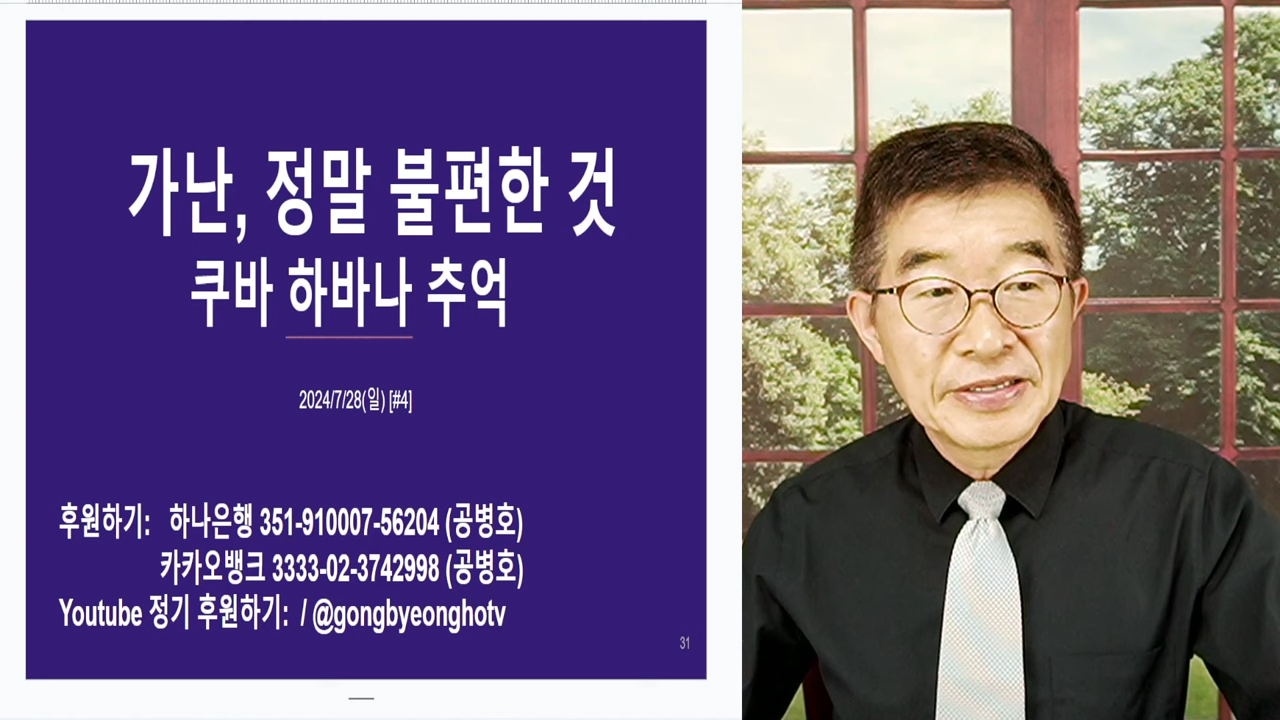 가난, 정말 불편한 것
쿠바 하바나 추억
2024/7/28(일) [#4]
후원하기: 하나은행 351-910007-56204 (공병호)
카카오뱅크 3333-02-3742998 (공병호)
Youtube 정기 후원하기: / @gongbyeonghotv
31